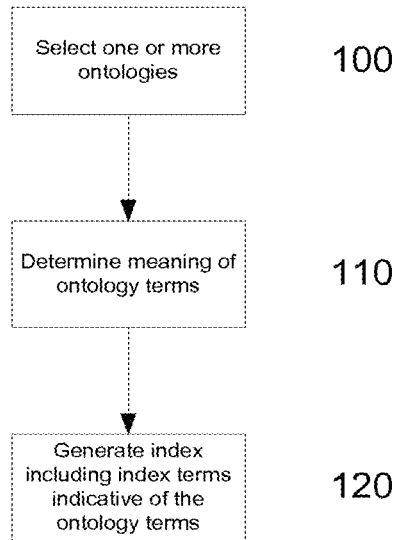 Select one or more
ontologies
100
Determine meaning of
ontology terms
110
Generate index
including index terms
indicative of the
ontology terms
120